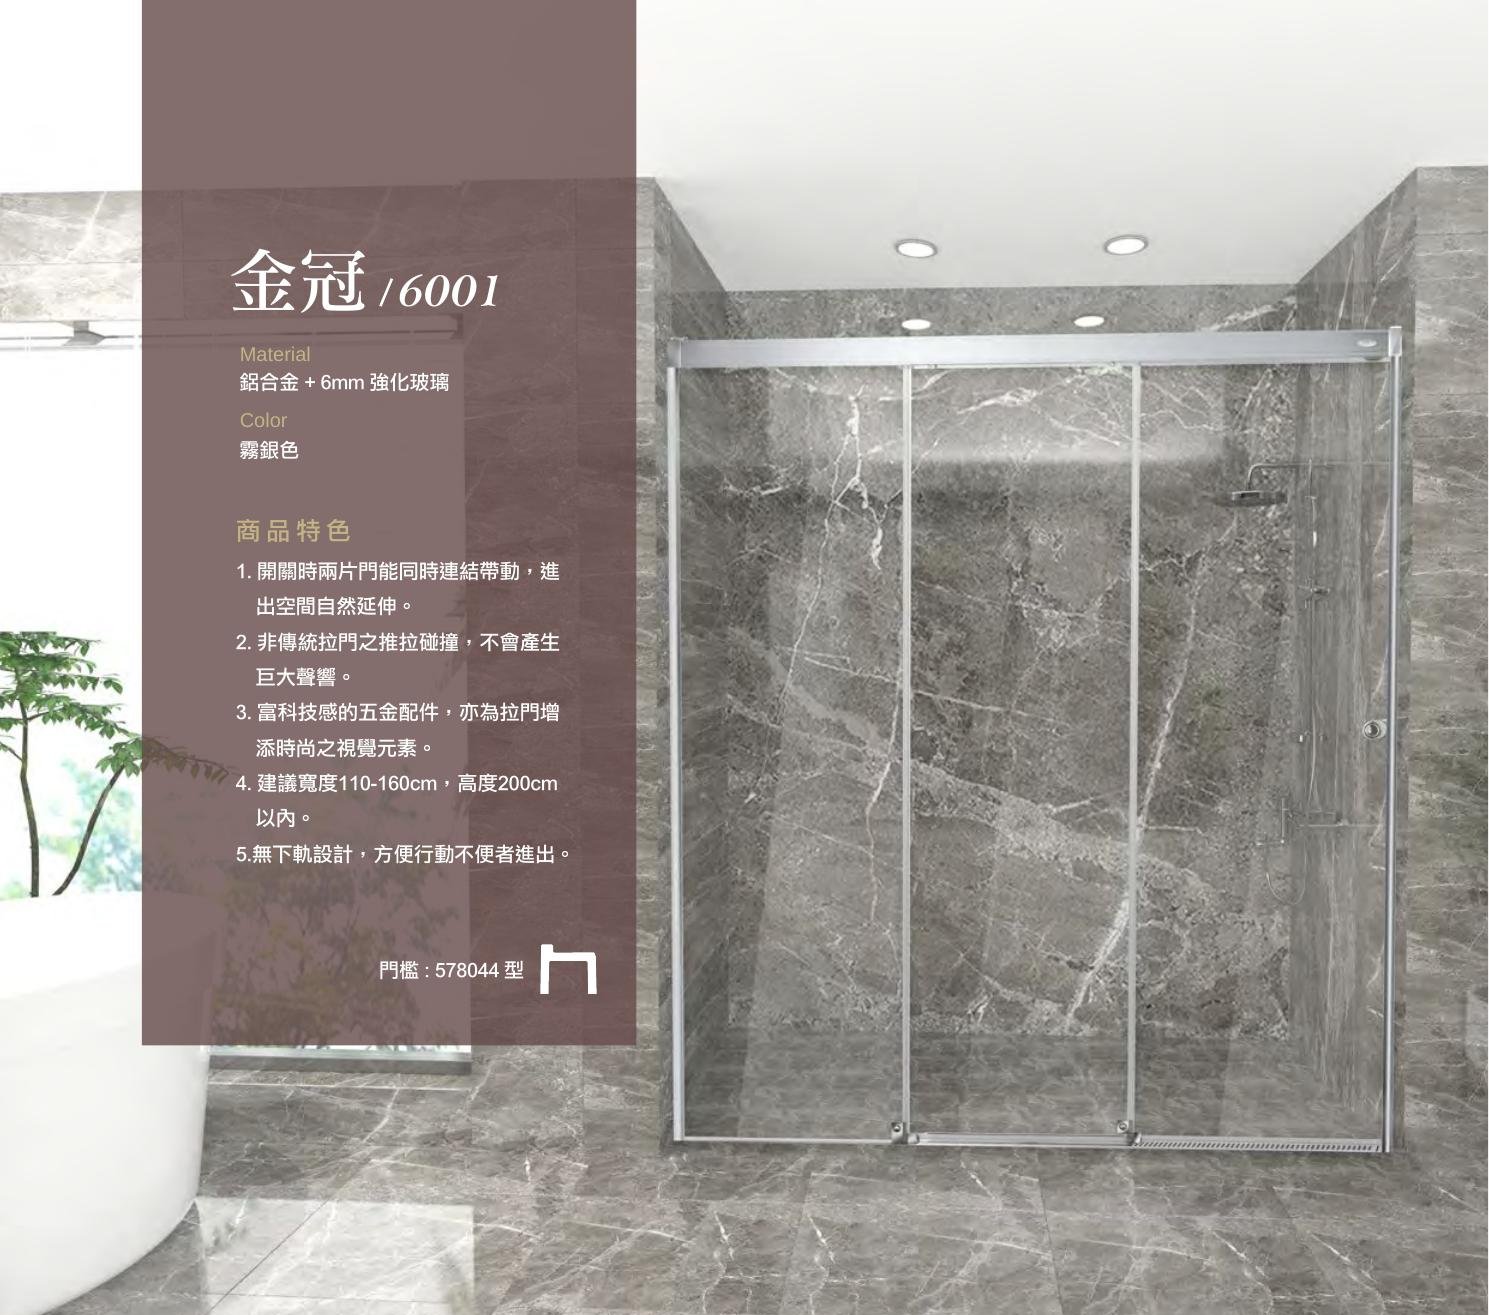 金冠 /6001
Material
鋁合金 + 6mm 強化玻璃
Color
霧銀色
商品特色
1. 開關時兩片門能同時連結帶動，進
出空間自然延伸。
2. 非傳統拉門之推拉碰撞，不會產生
巨大聲響。
3. 富科技感的五金配件，亦為拉門增
添時尚之視覺元素。
4. 建議寬度110-160cm，高度200cm
以內。
5.無下軌設計，方便行動不便者進出。
門檻 : 578044 型